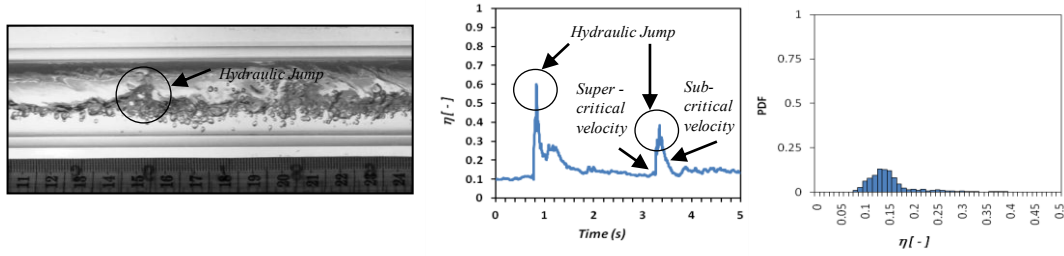 Hydraulic Jump
11 12 13 14 15 16 17 18 19 20 21 22 23 24
1
0.9
0.8
0.7
0.6
0.5
0.4
0.3
0.2
0.1
0
η [ - ]
Hydraulic Jump
Super -
critical
velocity
Sub-
critical
velocity
0 1 2 3 4 5
Time (s)
1
0.75
0.5
0.25
0
PDF
0 0.05 0.1 0.15 0.2 0.25 0.3 0.35 0.4 0.45 0.5
η [ - ]